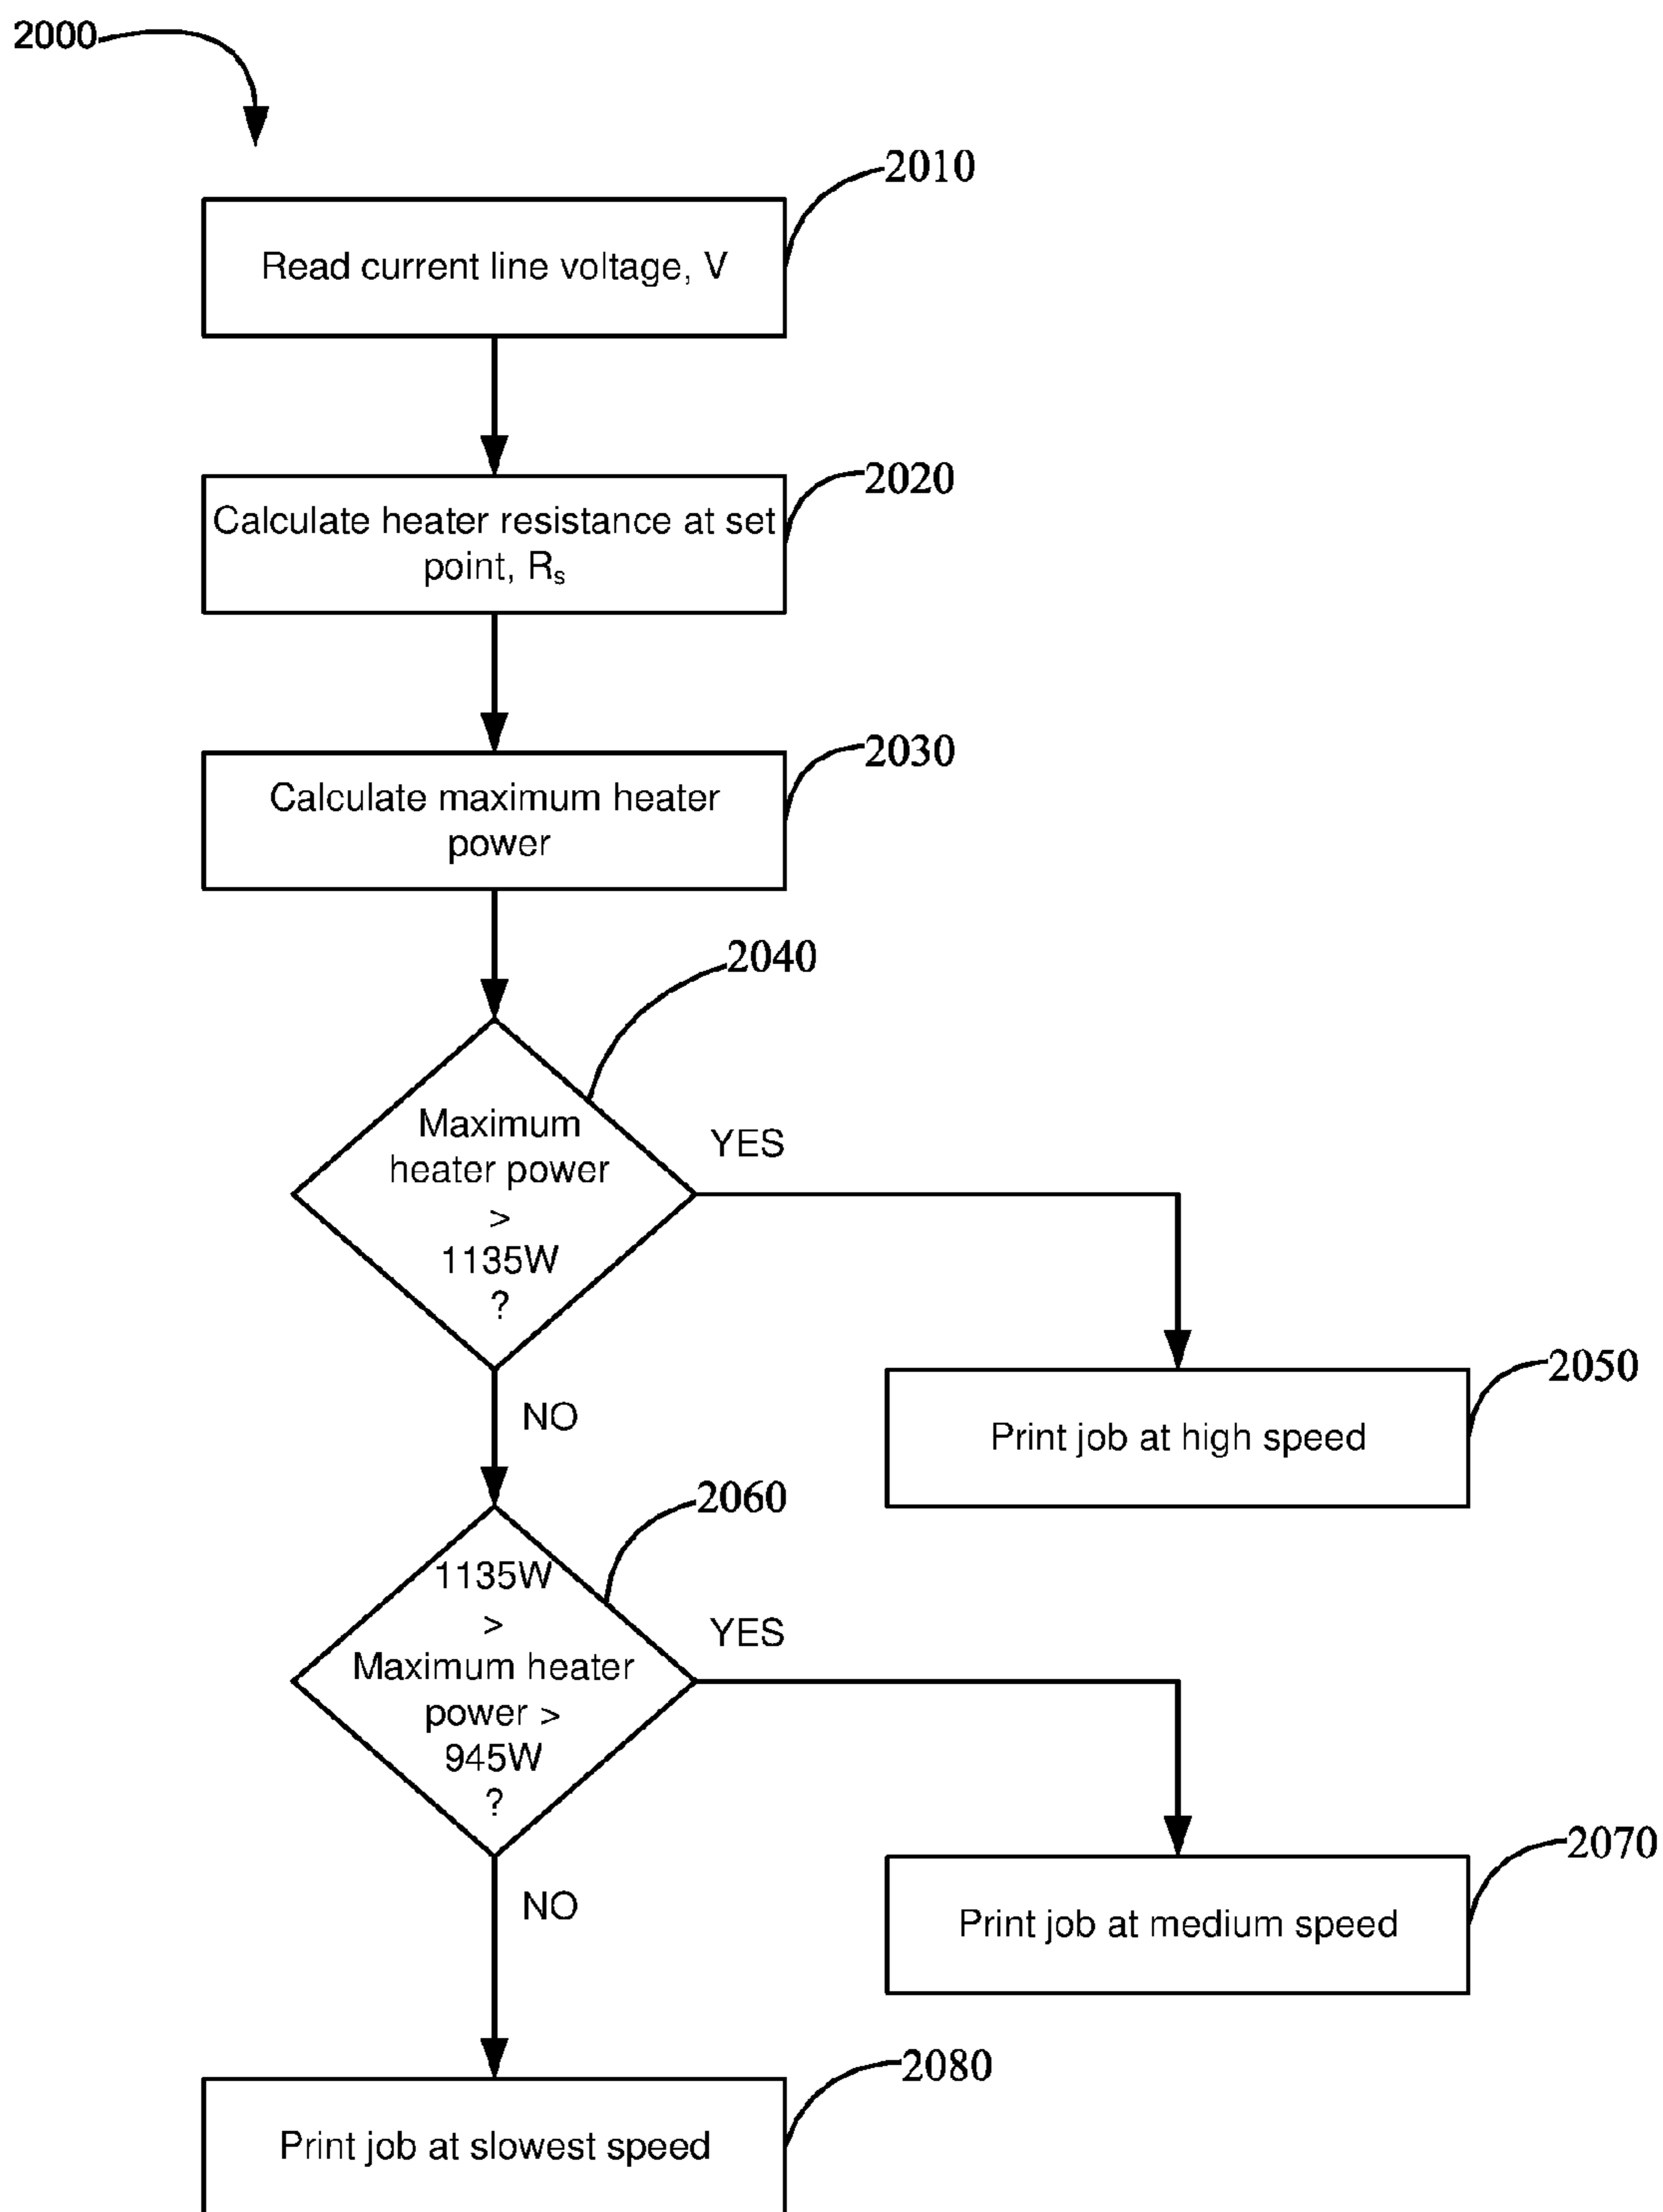 2000
2010
Read current line voltage, V
2020
Calculate heater resistance at set
point, Rs
2030
Calculate maximum heater
power
2040
Maximum
heater power
>
1135W
?
YES
2050
Print job at high speed
NO
2060
1135W
>
Maximum heater
power >
945W
?
YES
2070
Print job at medium speed
NO
2080
Print job at slowest speed